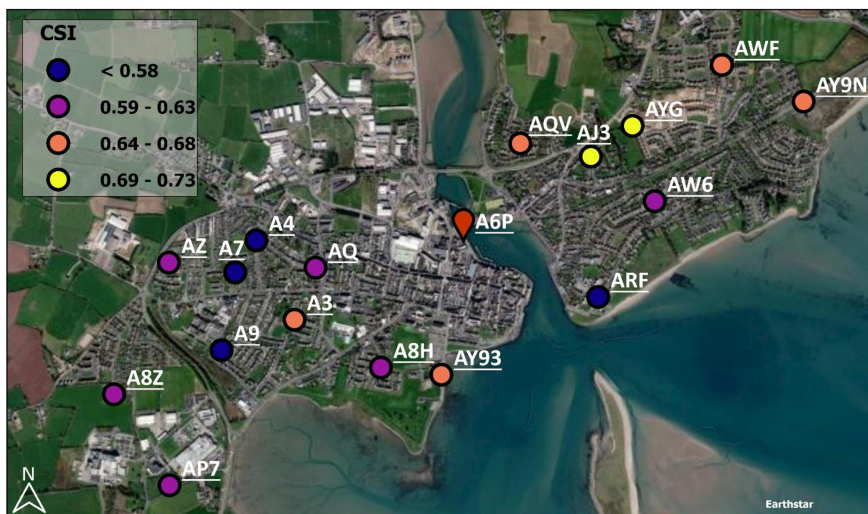 CSI
< 0.58
0.59 - 0.63
0.64 - 0.68
0.69 - 0.73
AWF
AY9N
AYG
AQV
AJ3
AW6
A6P
A4
AZ
A7
AQ
ARF
A3
A9
A8H
AY93
A8Z
AP7
N
Earthstar